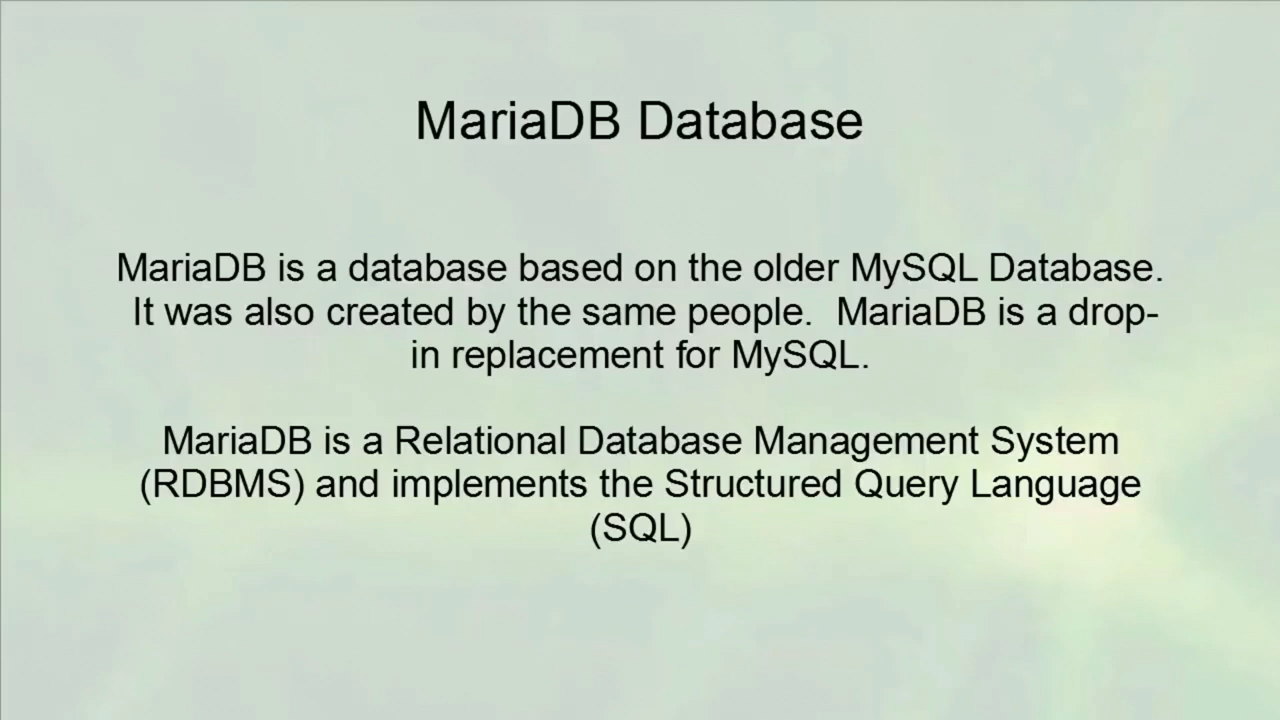 MariaDB Database
MariaDB is a database based on the older MySQL Database.
It was also created by the same people.  MariaDB is a drop-
in replacement for MySQL.
MariaDB is a Relational Database Management System
(RDBMS) and implements the Structured Query Language
(SQL)